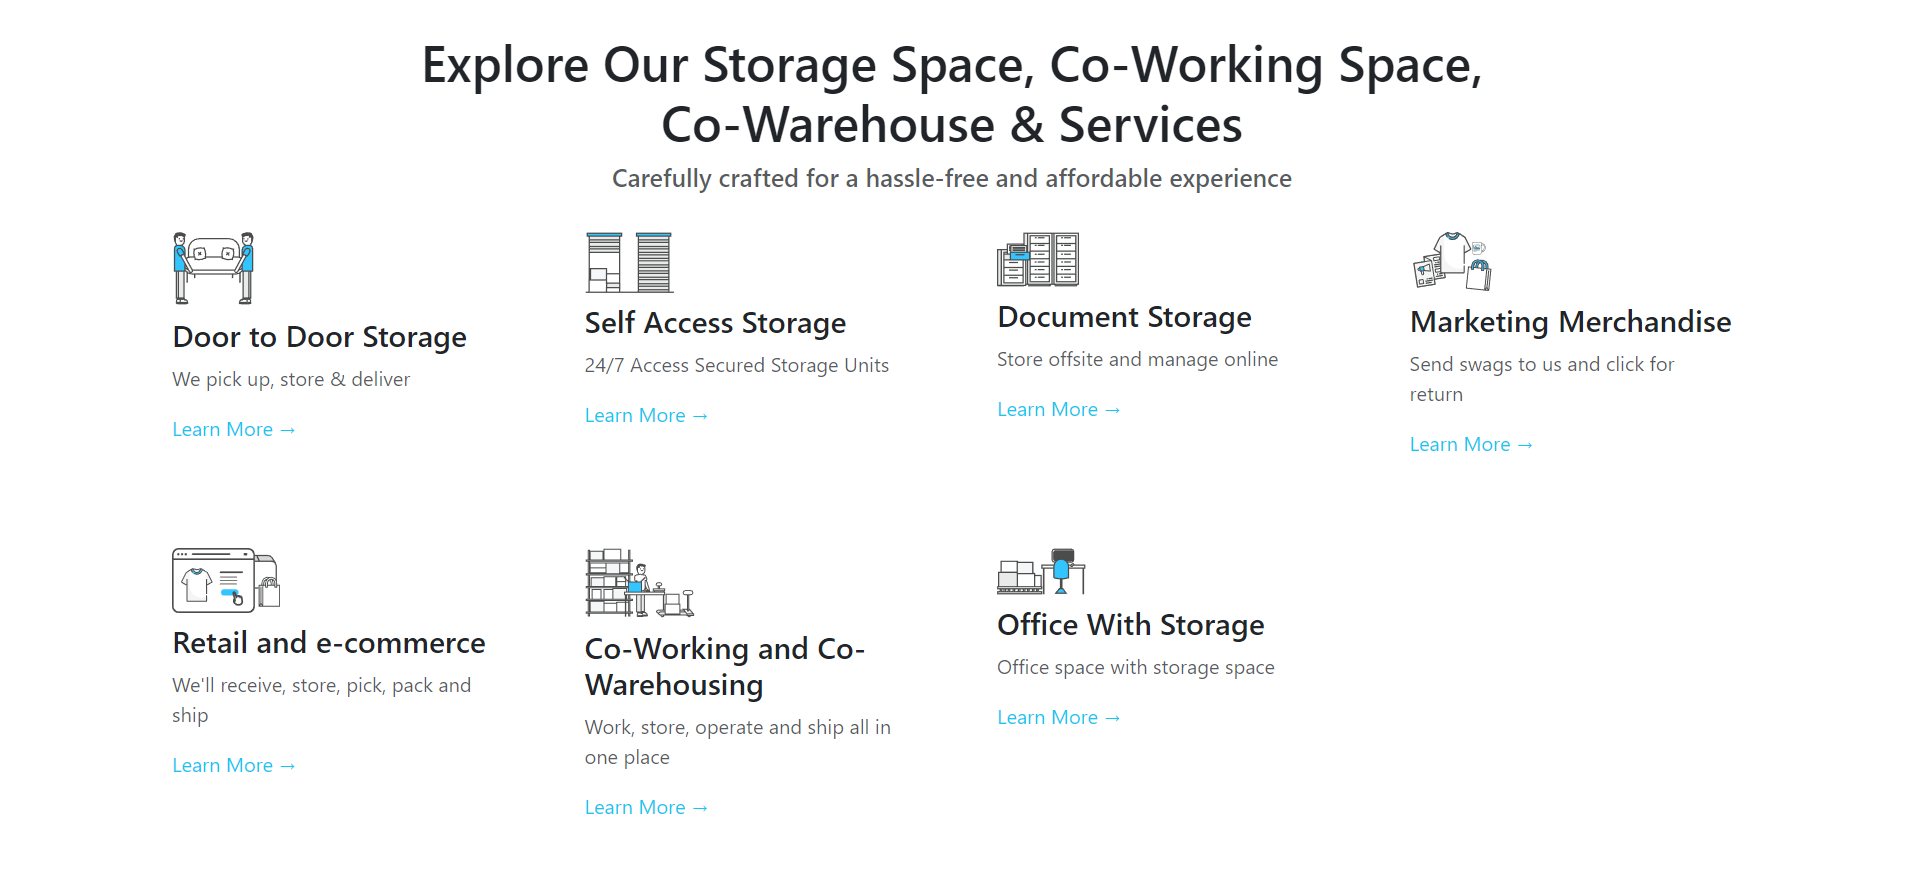 Explore Our Storage Space, Co-Working Space,
Co-Warehouse & Services
Carefully crafted for a hassle-free and affordable experience
Door to Door Storage
We pick up, store & deliver
Learn More →
Self Access Storage
24/7 Access Secured Storage Units
Learn More →
Document Storage
Store offsite and manage online
Learn More →
Marketing Merchandise
Send swags to us and click for
return
Learn More →
Retail and e-commerce
We'll receive, store, pick, pack and
ship
Learn More →
Co-Working and Co-
Warehousing
Work, store, operate and ship all in
one place
Learn More →
Office With Storage
Office space with storage space
Learn More →